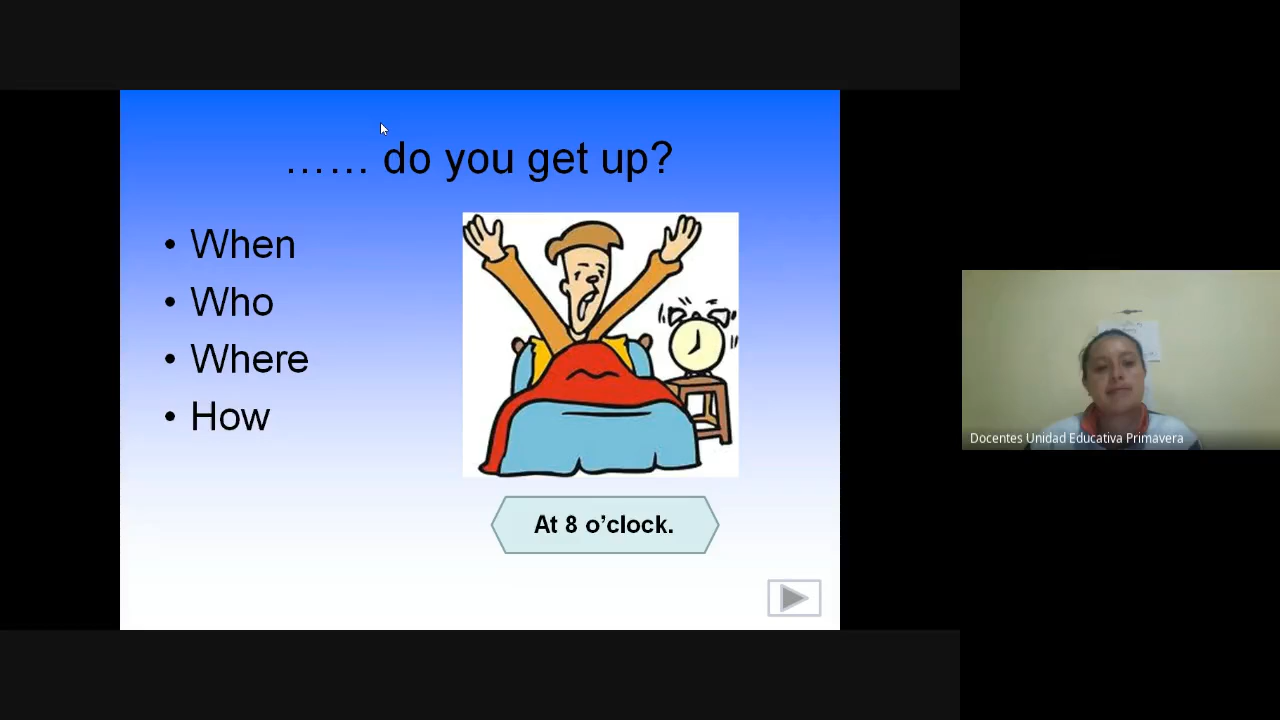 …… do you get up?
• When
• Who
• Where
• How
At 8 o’clock.
Docentes Unidad Educativa Primavera